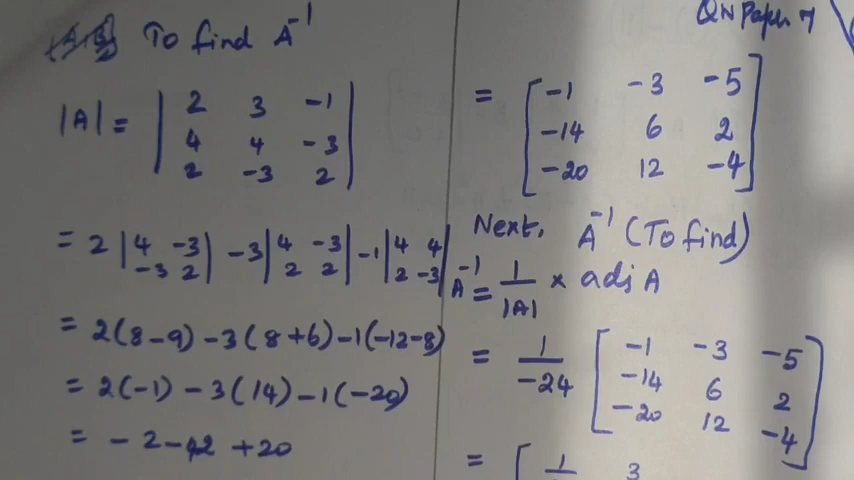 To find A⁻¹
|A| = | 2 3 -1
4 4 -3
2 -3 2 |
= 2 | 4 -3
-3 2 | -3 | 4 -3
2 2 | -1 | 4 4
2 -3 |
= 2(8-9) -3(8+6) -1(-12-8)
= 2(-1) - 3(14) -1(-20)
= -2-42 +20
QN Paper 7
= [ -1 -3 -5
-14 6 2
-20 12 -4 ]
Next, A⁻¹ (To find)
A⁻¹ = 1/|A| × adj A
= 1/-24 [ -1 -3 -5
-14 6 2
-20 12 -4 ]
= [ 1 3